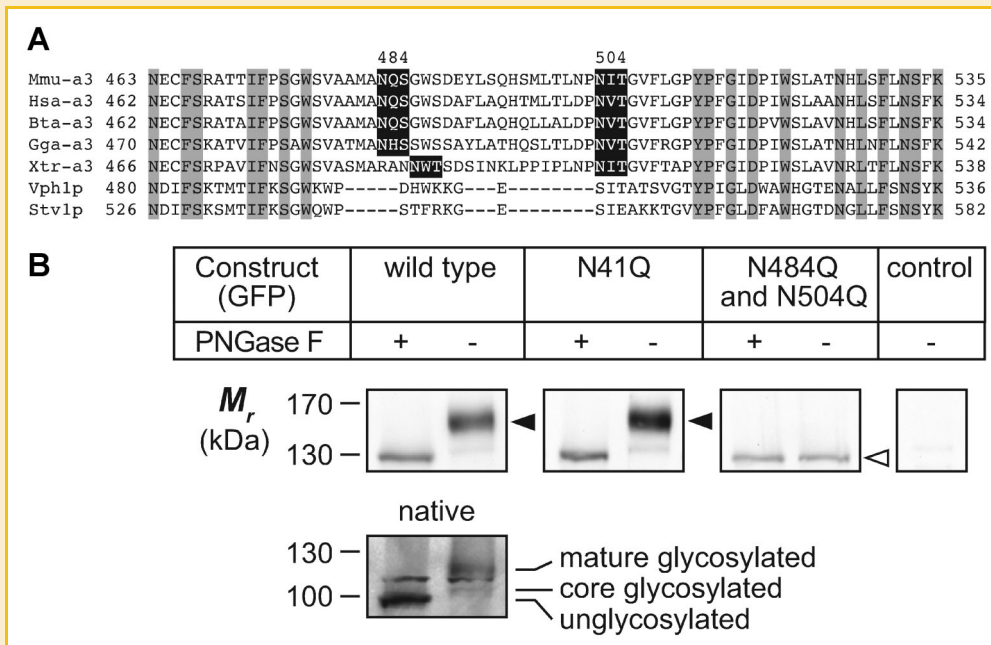 A
484 504
Mmu-a3 463 NECFSRATTIFPSGWSVAAMANQSGWSDEYLSQHSMLTLNPNITGVFLGPYPFGIDPIWSLATNHLSFLNSFK 535
Hsa-a3 462 NECFSRATSIFPSGWSVAAMANQSGWSDAFLAQHTMLTLDPNVTGVFLGPYPFGIDPIWSLAANHLSFLNSFK 534
Bta-a3 462 NECFSRATAIFPSAWSVAAMANQSGWSDAFLAQHQLLALDPNVTGVFLGPYPFGIDPVWSLAVNHLSFLNSFK 534
Gga-a3 470 NECFSKATVIFPSAWSVATMANHSSWSSAYLATHQSLTLDPNVTGVFRGPYPFGIDPIWSLATNHLNFLNSFK 542
Xtr-a3 466 NECFSRPAVIFNSGWSVASMARANNWTSDSINKLPPIPLNPNITGVFTAPYPFGIDPIWSLAVNRLTFLNSFK 538
Vph1p 480 NDIFSKTMTIFKSGWKWP-----DHWKKG---E--------SITATSVGTYPIGLDWAWHGTENALLFSNSYK 536
Stv1p 526 NDIFSKSMTIFKSGWQWP-----STFRKG---E--------SIEAKKTGVYPFGLDFAWHGTDNGLLFSNSYK 582
B
Construct (GFP) wild type N41Q N484Q and N504Q control
PNGase F + - + - + - -
Mr (kDa)
170
130
native
130
100
mature glycosylated
core glycosylated
unglycosylated